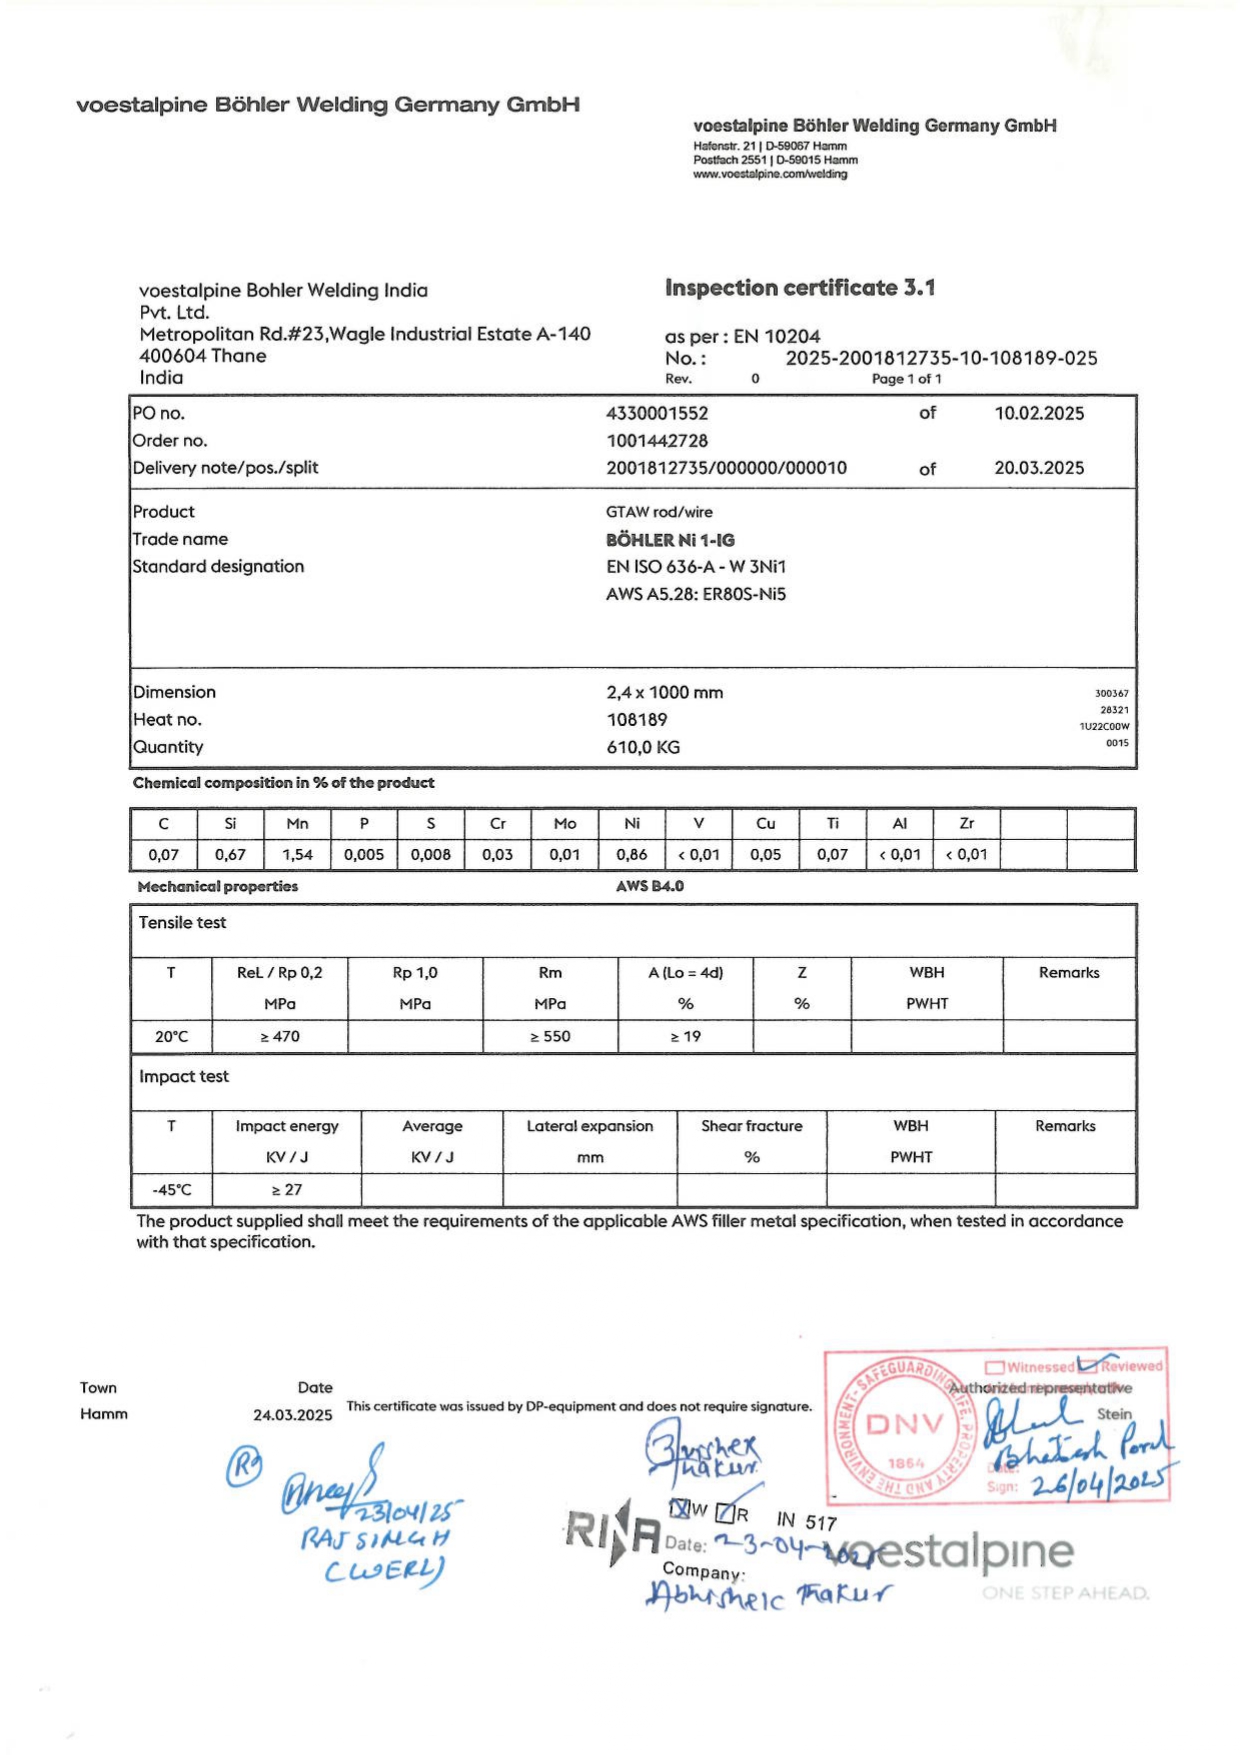 voestalpine Böhler Welding Germany GmbH
voestalpine Böhler Welding Germany GmbH
Hafenstr. 21 | D-59067 Hamm
Postfach 2551 | D-59015 Hamm
www.voestalpine.com/welding
voestalpine Bohler Welding India
Pvt. Ltd.
Metropolitan Rd.#23,Wagle Industrial Estate A-140
400604 Thane
India
Inspection certificate 3.1
as per : EN 10204
No. : 2025-2001812735-10-108189-025
Rev. 0 Page 1 of 1
PO no. 4330001552 of 10.02.2025
Order no. 1001442728
Delivery note/pos./split 2001812735/000000/000010 of 20.03.2025
Product GTAW rod/wire
Trade name BÖHLER Ni 1-IG
Standard designation EN ISO 636-A - W 3Ni1
AWS A5.28: ER80S-Ni5
Dimension 2,4 x 1000 mm 300367
Heat no. 108189 28321
1U22C00W
Quantity 610,0 KG 0015
Chemical composition in % of the product
C Si Mn P S Cr Mo Ni V Cu Ti Al Zr
0,07 0,67 1,54 0,005 0,008 0,03 0,01 0,86 < 0,01 0,05 0,07 < 0,01 < 0,01
Mechanical properties AWS B4.0
Tensile test
T ReL / Rp 0,2 Rp 1,0 Rm A (Lo = 4d) Z WBH Remarks
MPa MPa MPa % % PWHT
20°C ≥ 470 ≥ 550 ≥ 19
Impact test
T Impact energy Average Lateral expansion Shear fracture WBH Remarks
KV / J KV / J mm % PWHT
-45°C ≥ 27
The product supplied shall meet the requirements of the applicable AWS filler metal specification, when tested in accordance
with that specification.
Town Date
Hamm 24.03.2025 This certificate was issued by DP-equipment and does not require signature.
Witnessed Reviewed
Authorized representative
Stein
SAFEGUARDING LIFE, PROPERTY AND THE ENVIRONMENT
DNV
1864
DNV
Date:
Sign: 26/04/2025
R
23/04/25
RAJ SINGH
(WERL)
Thakur
W R IN 517
RINA
Date: 23-04-2025
Company:
Abhishek Thakur
voestalpine
ONE STEP AHEAD.